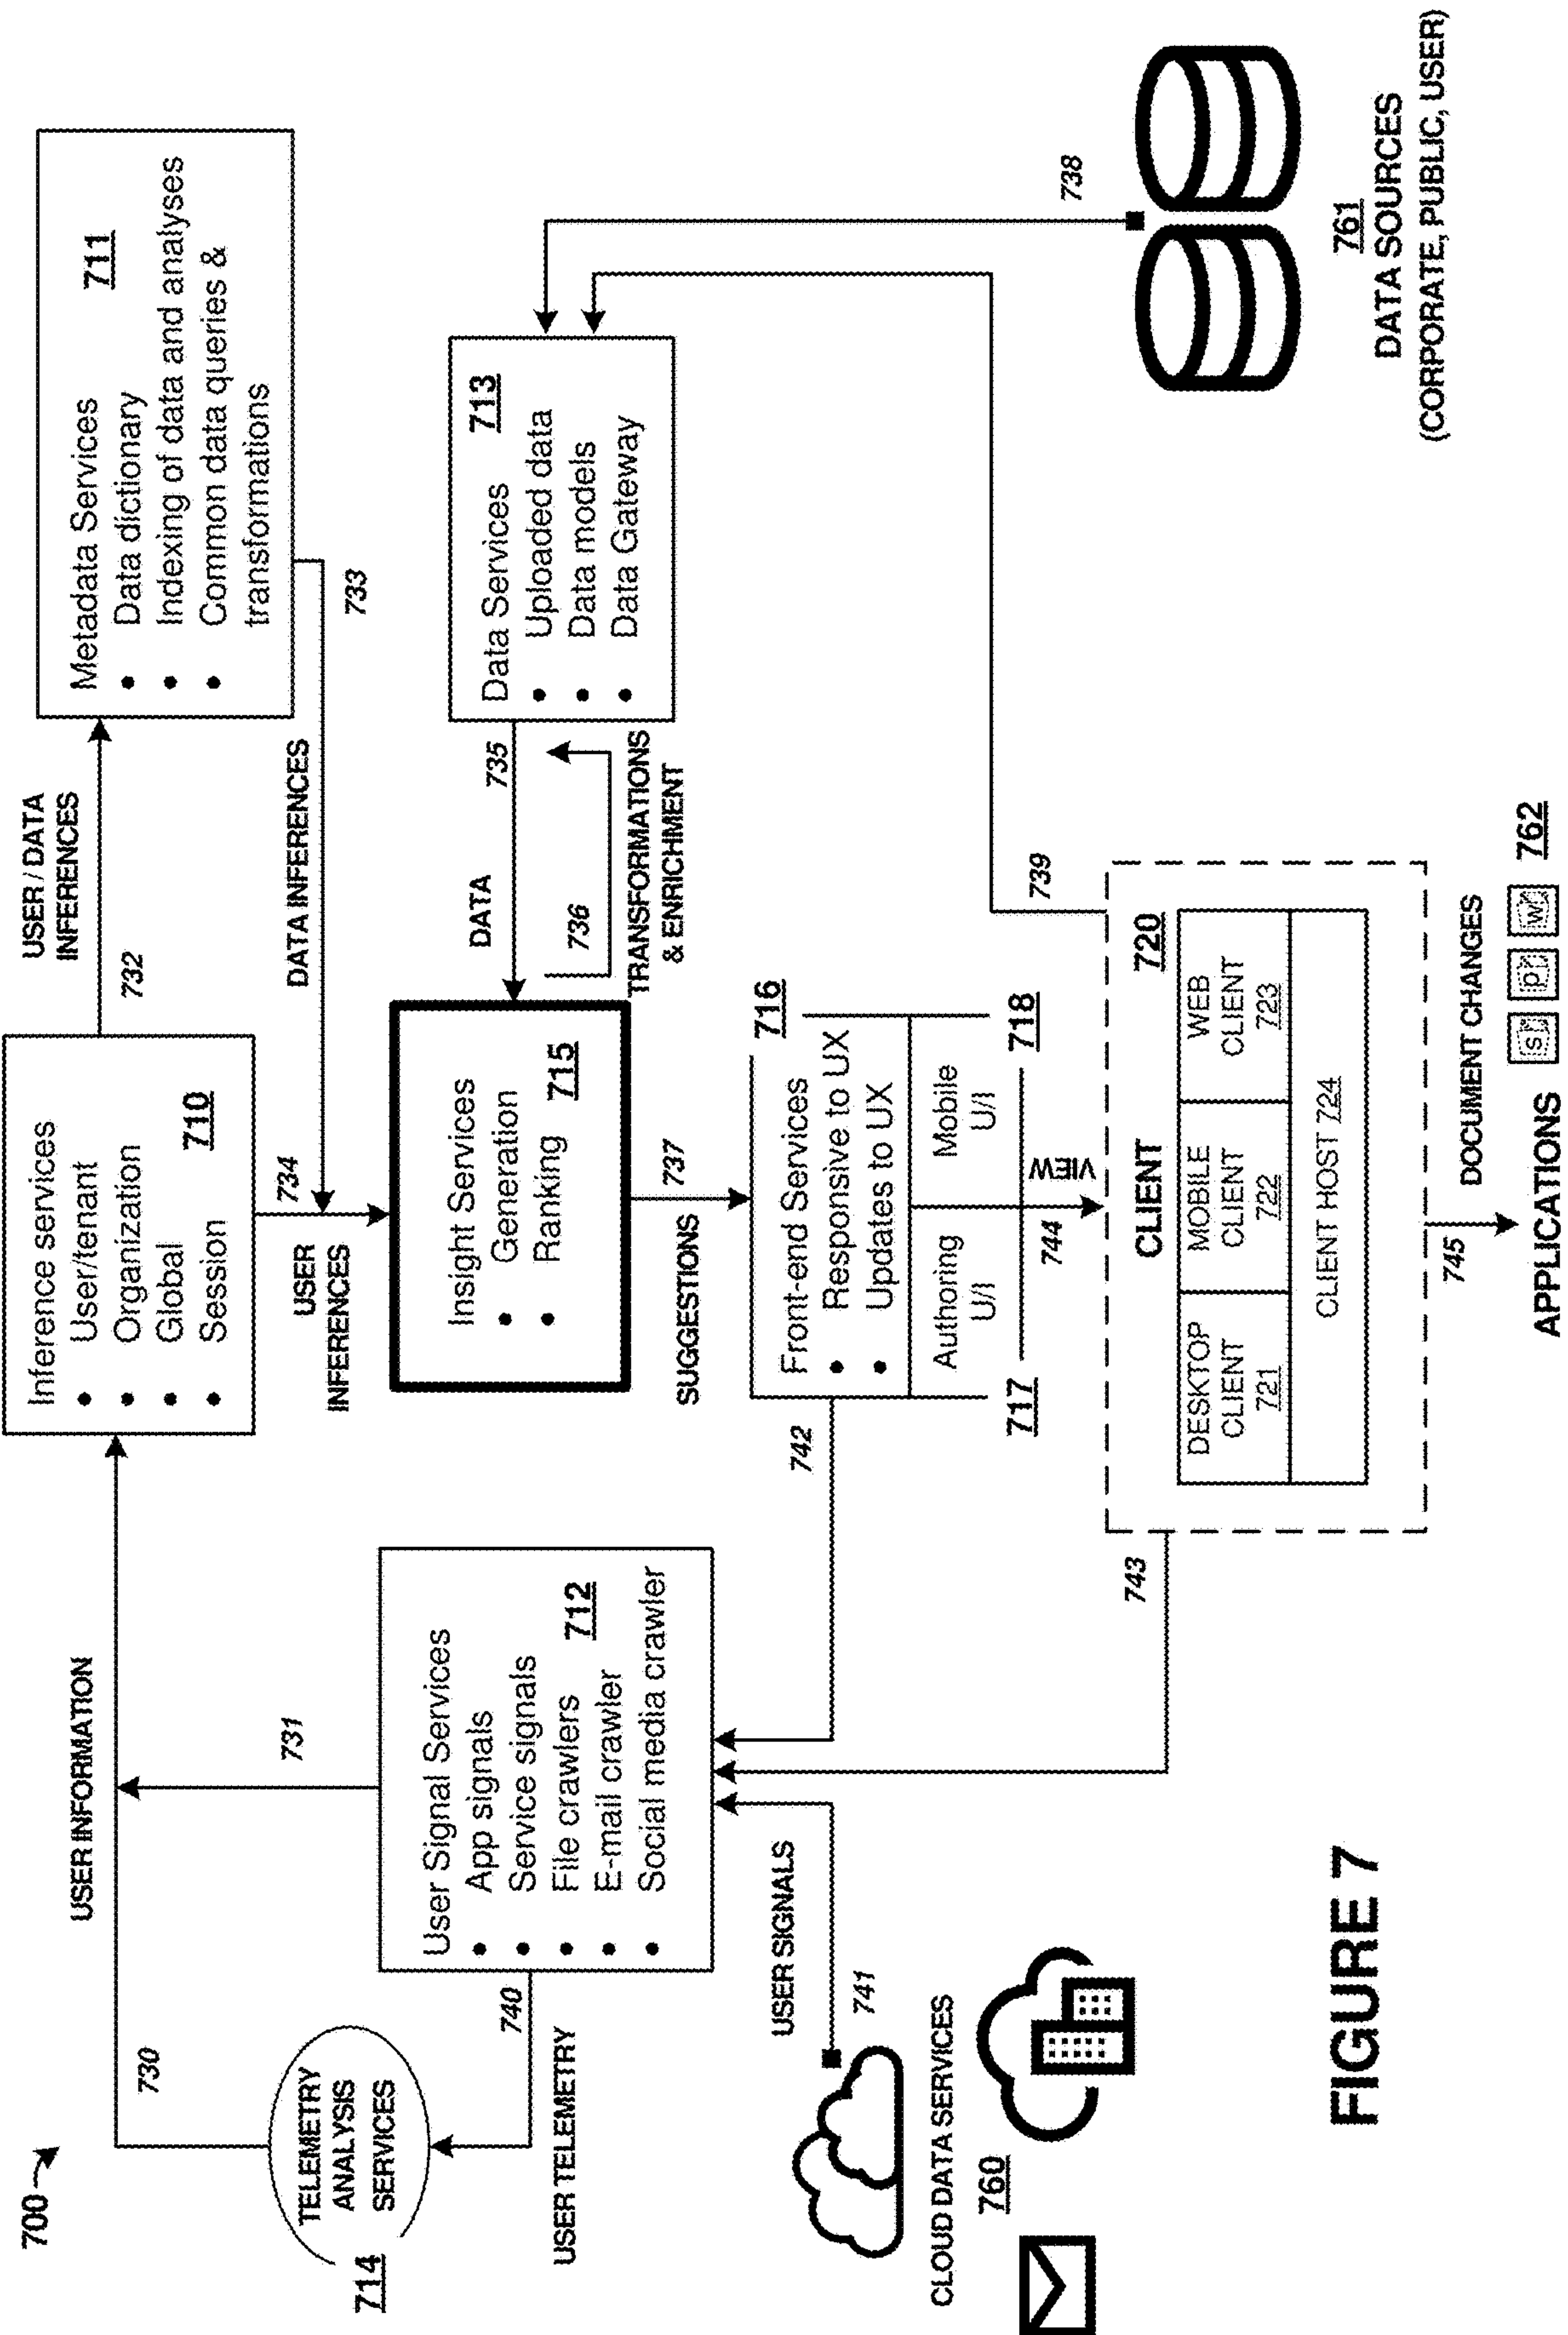 700
USER INFORMATION
730
TELEMETRY
ANALYSIS
SERVICES
714
740
USER TELEMETRY
731
User Signal Services
• App signals
• Service signals
• File crawlers
• E-mail crawler
• Social media crawler
712
USER SIGNALS
741
CLOUD DATA SERVICES
760
Inference services
• User/tenant
• Organization
• Global
• Session
710
USER / DATA
INFERENCES
732
Metadata Services
711
• Data dictionary
• Indexing of data and analyses
• Common data queries &
transformations
733
DATA INFERENCES
734
USER
INFERENCES
Insight Services
• Generation
• Ranking
715
DATA
735
736
TRANSFORMATIONS
& ENRICHMENT
Data Services
713
• Uploaded data
• Data models
• Data Gateway
738
761
DATA SOURCES
(CORPORATE, PUBLIC, USER)
SUGGESTIONS
737
716
Front-end Services
• Responsive to UX
• Updates to UX
Authoring
U/I
Mobile
U/I
717
718
742
744
VIEW
739
743
CLIENT
720
DESKTOP
CLIENT
721
MOBILE
CLIENT
722
WEB
CLIENT
723
CLIENT HOST 724
745
DOCUMENT CHANGES
APPLICATIONS
s
p
w
762
FIGURE 7